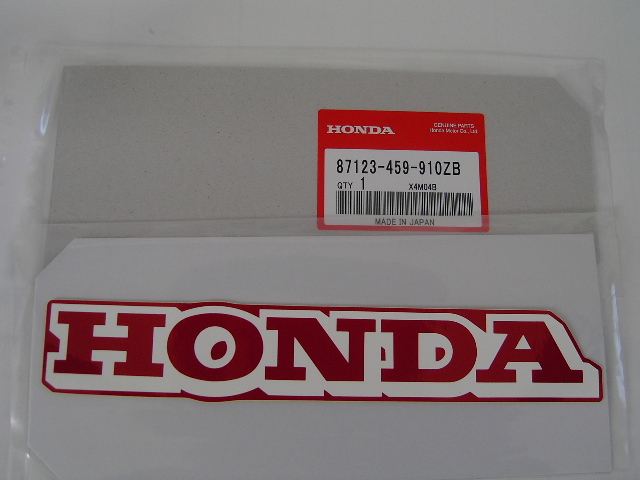 HONDA
GENUINE PARTS
Honda Motor Co., Ltd.
87123-459-910ZB
QTY 1 X4M04B
MADE IN JAPAN
HONDA